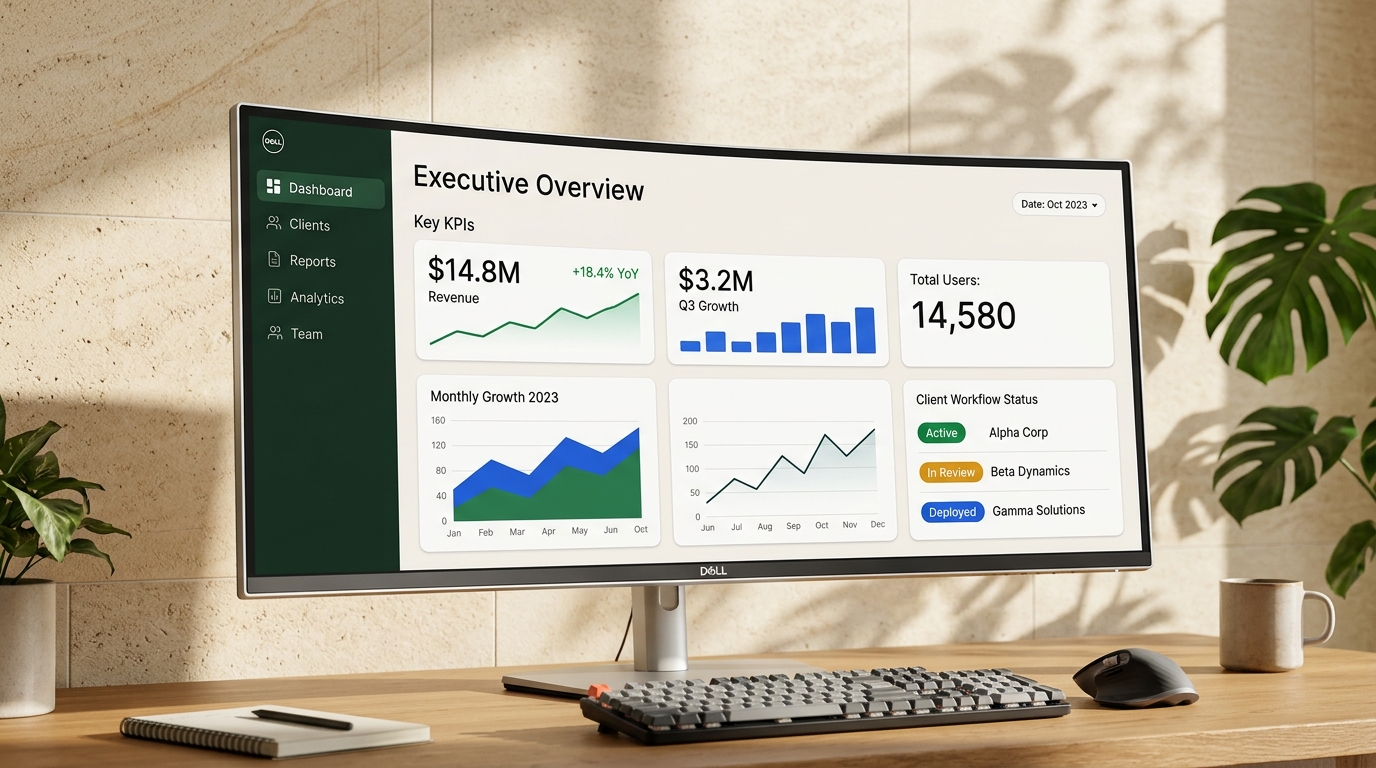 DELL
Dashboard
Clients
Reports
Analytics
Team
Executive Overview
Date: Oct 2023
Key KPIs
$14.8M
+18.4% YoY
Revenue
$3.2M
Q3 Growth
Total Users:
14,580
Monthly Growth 2023
160
120
80
40
0
Jan Feb Mar Apr May Jun Oct
200
150
100
50
0
Jun Jul Aug Sep Oct Nov Dec
Client Workflow Status
Active Alpha Corp
In Review Beta Dynamics
Deployed Gamma Solutions
DELL